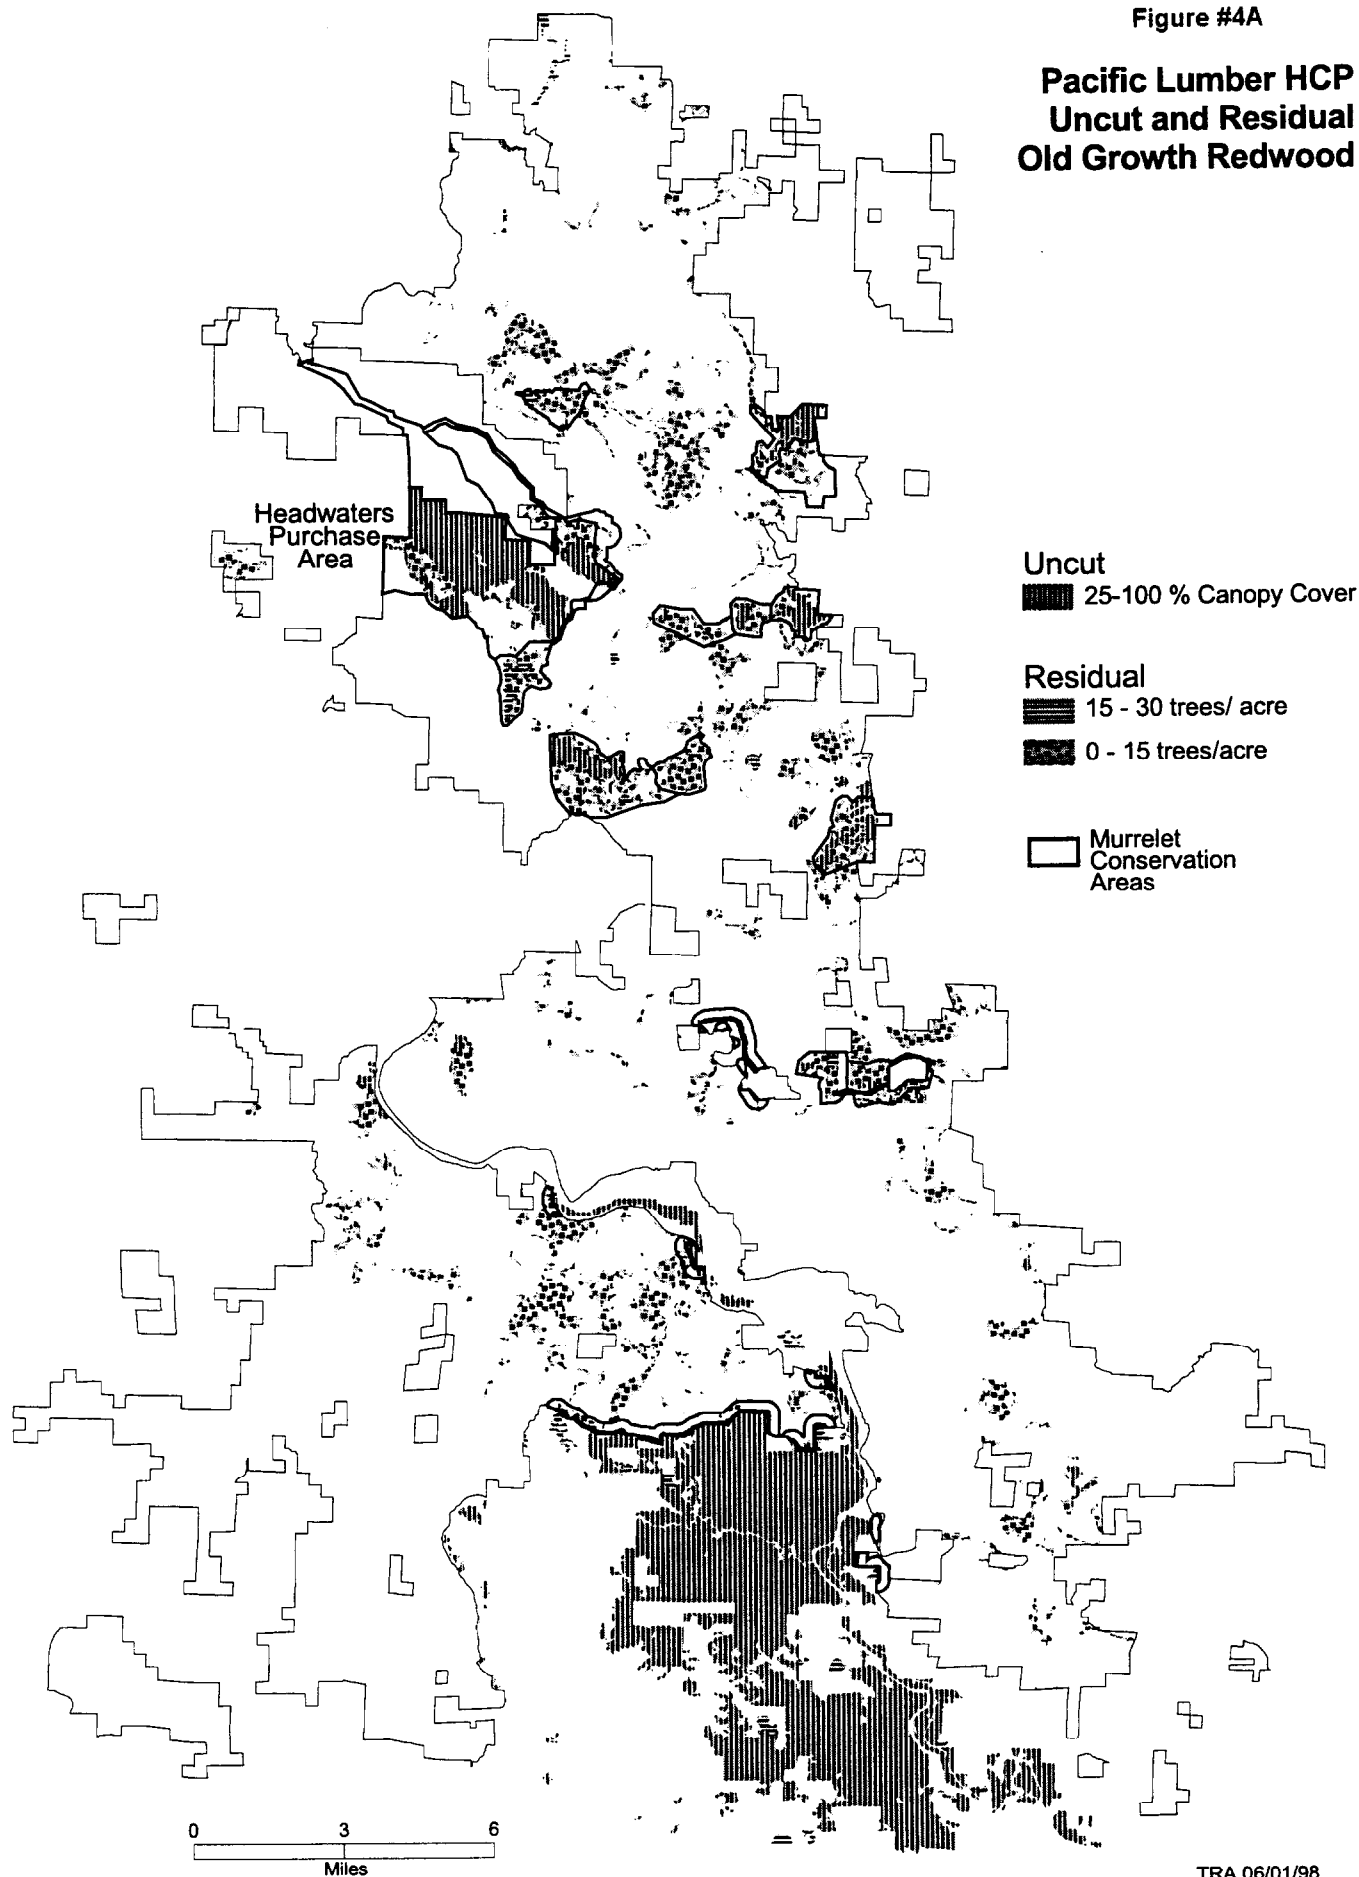 Figure #4A
Pacific Lumber HCP
Uncut and Residual
Old Growth Redwood
Headwaters
Purchase
Area
Uncut
25-100 % Canopy Cover
Residual
15 - 30 trees/ acre
0 - 15 trees/acre
Murrelet
Conservation
Areas
0 3 6
Miles
TRA 06/01/98